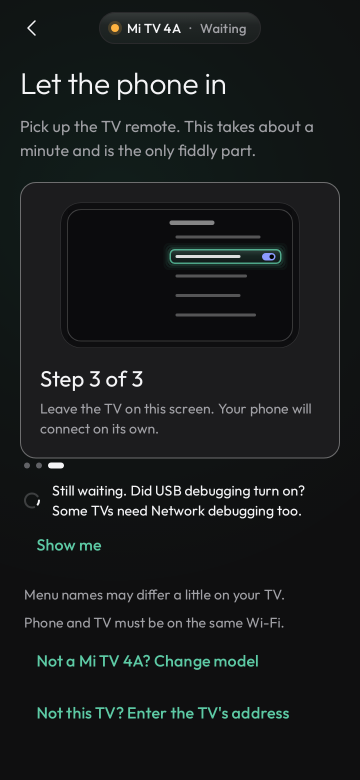 Mi TV 4A · Waiting
Let the phone in
Pick up the TV remote. This takes about a
minute and is the only fiddly part.
Step 3 of 3
Leave the TV on this screen. Your phone will
connect on its own.
Still waiting. Did USB debugging turn on?
Some TVs need Network debugging too.
Show me
Menu names may differ a little on your TV.
Phone and TV must be on the same Wi-Fi.
Not a Mi TV 4A? Change model
Not this TV? Enter the TV's address